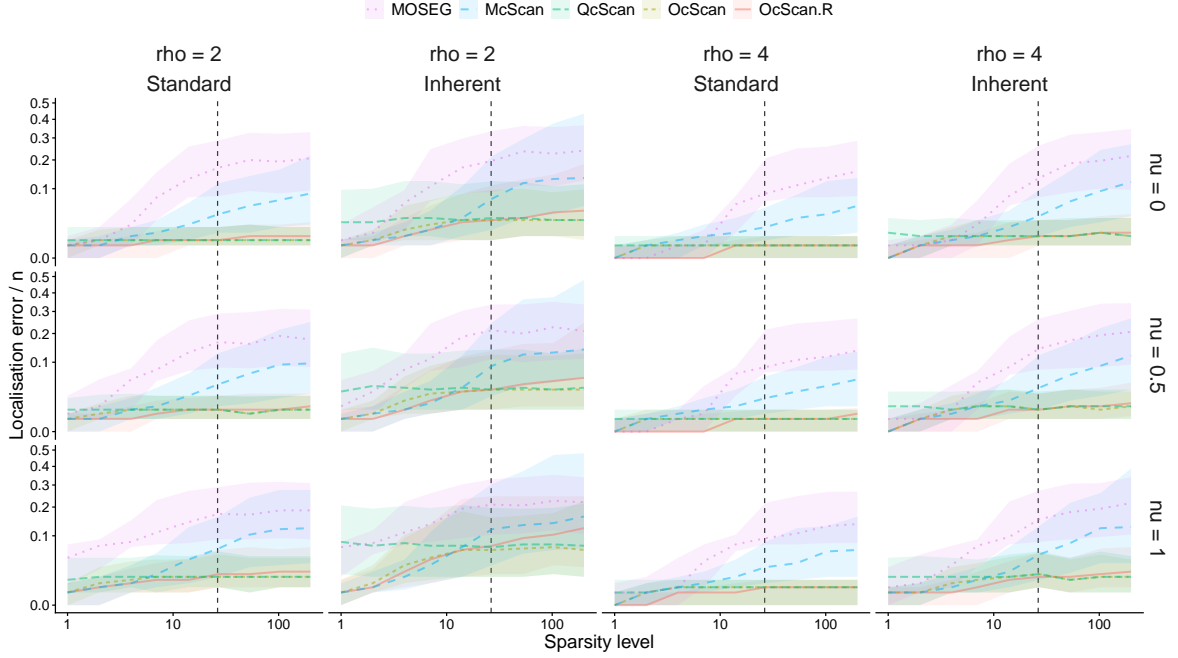 MOSEG McScan QcScan OcScan OcScan.R
rho = 2 rho = 2 rho = 4 rho = 4
Standard Inherent Standard Inherent
0.5
0.4
0.3
0.2
0.1
0.0
nu = 0
0.5
0.4
0.3
0.2
0.1
0.0
nu = 0.5
0.5
0.4
0.3
0.2
0.1
0.0
nu = 1
Localisation error / n
1 10 100 1 10 100 1 10 100 1 10 100
Sparsity level